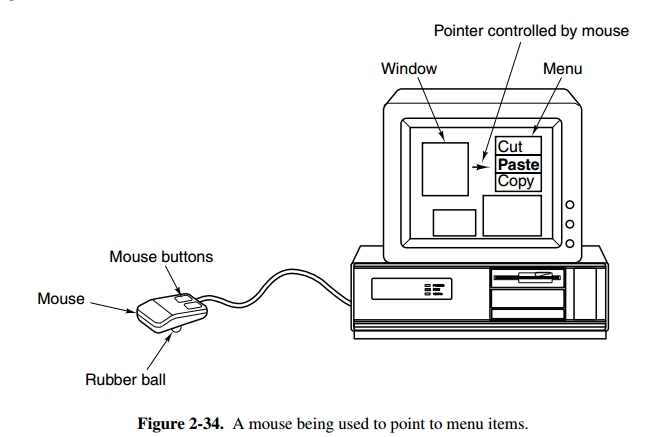 Pointer controlled by mouse
Window
Menu
Cut
Paste
Copy
Mouse buttons
Mouse
Rubber ball
Figure 2-34. A mouse being used to point to menu items.